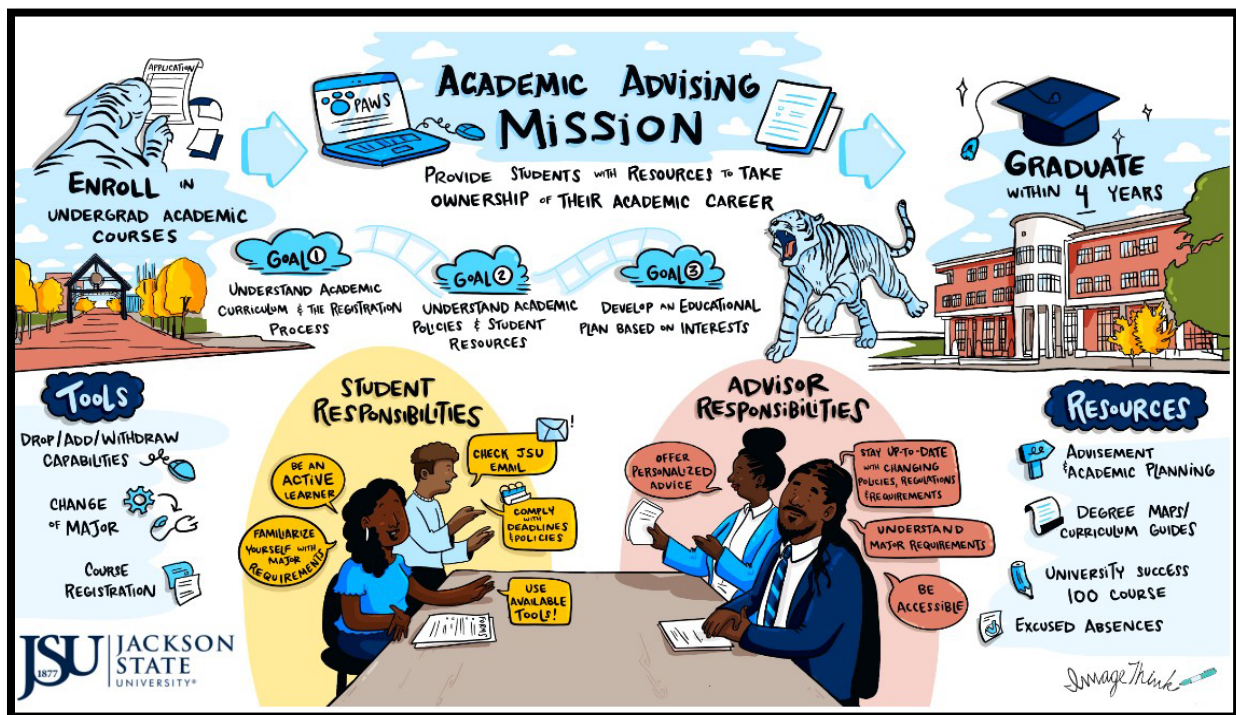 APPLICATION
ENROLL IN
UNDERGRAD ACADEMIC
COURSES
PAWS
ACADEMIC ADVISING
MISSION
PROVIDE STUDENTS WITH RESOURCES TO TAKE
OWNERSHIP OF THEIR ACADEMIC CAREER
GRADUATE
WITHIN 4 YEARS
GOAL 1
UNDERSTAND ACADEMIC
CURRICULUM & THE REGISTRATION
PROCESS
GOAL 2
UNDERSTAND ACADEMIC
POLICIES & STUDENT
RESOURCES
GOAL 3
DEVELOP AN EDUCATIONAL
PLAN BASED ON INTERESTS
TOOLS
DROP/ADD/WITHDRAW
CAPABILITIES
CHANGE
OF MAJOR
COURSE
REGISTRATION
STUDENT
RESPONSIBILITIES
BE AN
ACTIVE
LEARNER
FAMILIARIZE
YOURSELF WITH
MAJOR
REQUIREMENTS
CHECK JSU
EMAIL
!
COMPLY
WITH
DEADLINES
& POLICIES
USE
AVAILABLE
TOOLS!
FORMS
ADVISOR
RESPONSIBILITIES
OFFER
PERSONALIZED
ADVICE
STAY UP-TO-DATE
WITH CHANGING
POLICIES, REGULATIONS
& REQUIREMENTS
UNDERSTAND
MAJOR REQUIREMENTS
BE
ACCESSIBLE
RESOURCES
ADVISEMENT
& ACADEMIC PLANNING
DEGREE MAPS/
CURRICULUM GUIDES
UNIVERSITY SUCCESS
100 COURSE
EXCUSED ABSENCES
JSU
1877
JACKSON
STATE
UNIVERSITY®
ImageThink